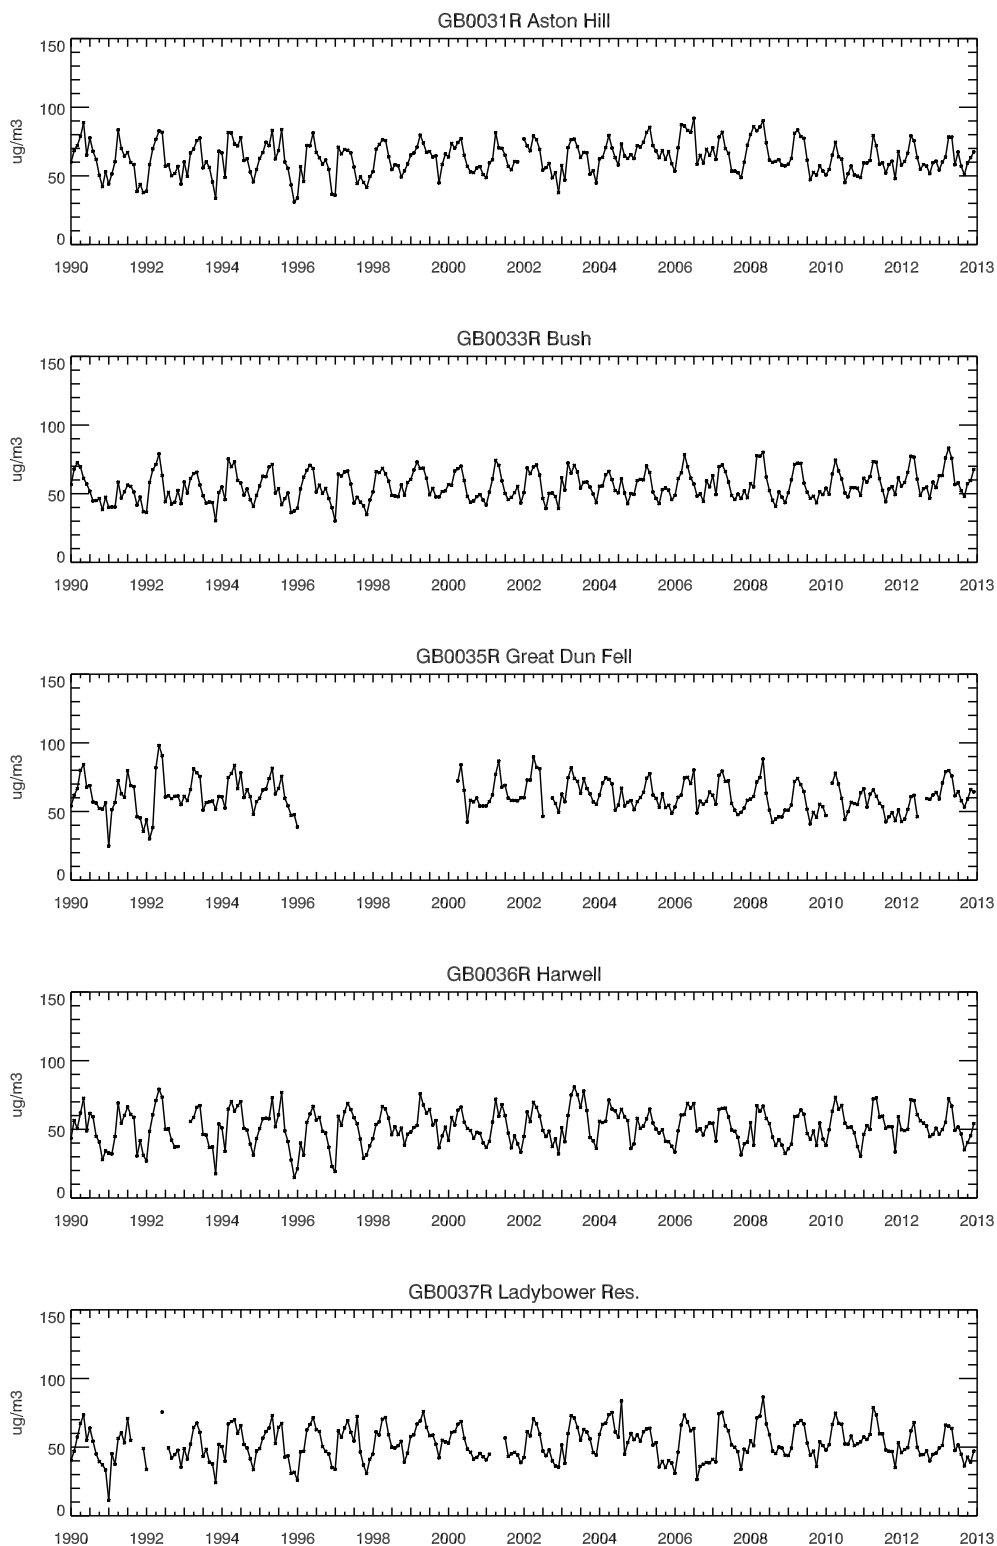 GB0031R Aston Hill
150
100
50
0
ug/m3
1990 1992 1994 1996 1998 2000 2002 2004 2006 2008 2010 2012 2013
GB0033R Bush
150
100
50
0
ug/m3
1990 1992 1994 1996 1998 2000 2002 2004 2006 2008 2010 2012 2013
GB0035R Great Dun Fell
150
100
50
0
ug/m3
1990 1992 1994 1996 1998 2000 2002 2004 2006 2008 2010 2012 2013
GB0036R Harwell
150
100
50
0
ug/m3
1990 1992 1994 1996 1998 2000 2002 2004 2006 2008 2010 2012 2013
GB0037R Ladybower Res.
150
100
50
0
ug/m3
1990 1992 1994 1996 1998 2000 2002 2004 2006 2008 2010 2012 2013